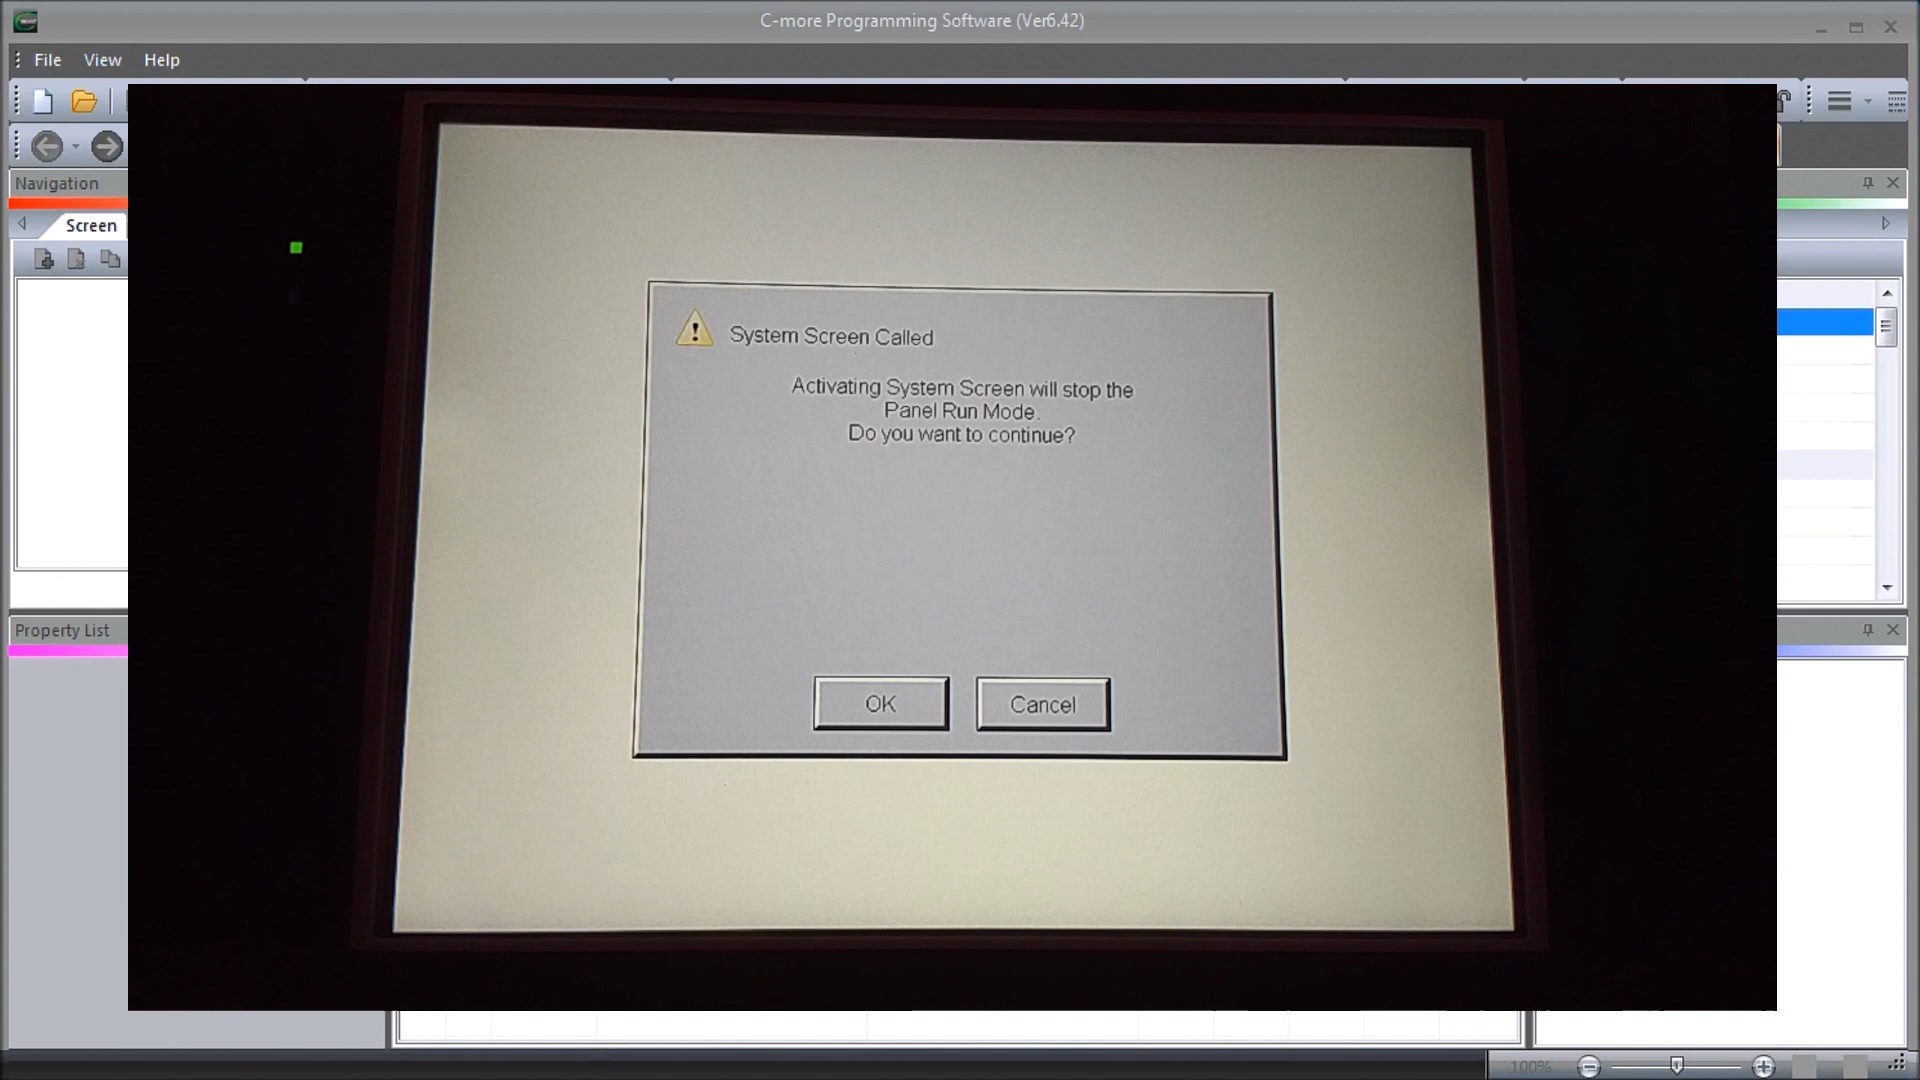 C-more Programming Software (Ver6.42)
File View Help
Navigation
Screen
System Screen Called
Activating System Screen will stop the
Panel Run Mode.
Do you want to continue?
OK Cancel
Property List
100%